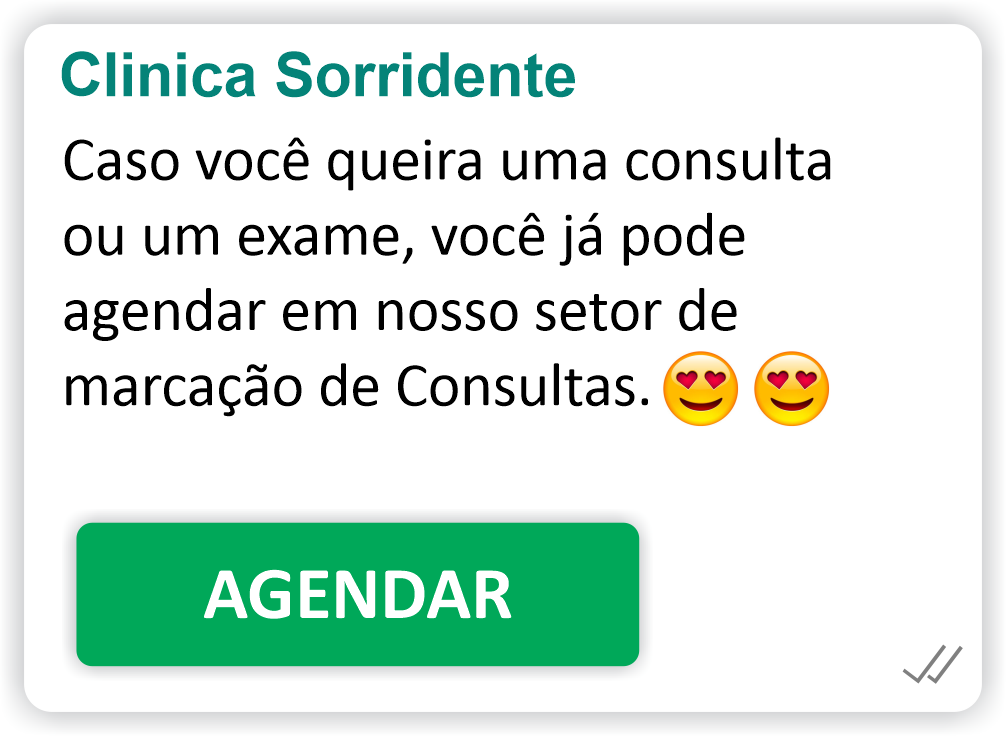 Clinica Sorridente
Caso você queira uma consulta
ou um exame, você já pode
agendar em nosso setor de
marcação de Consultas. 😍 😍
AGENDAR